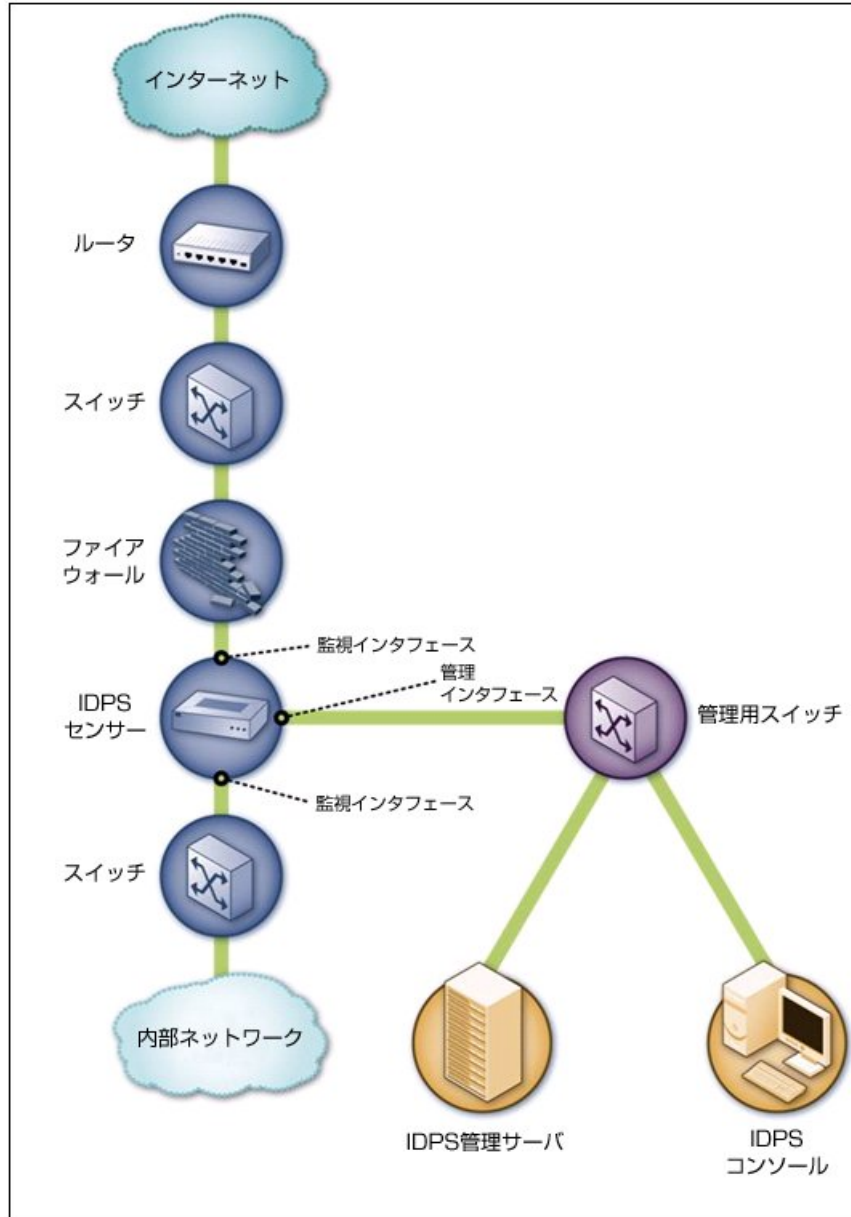 インターネット
ルータ
スイッチ
ファイア
ウォール
監視インタフェース
管理
インタフェース
IDPS
センサー
管理用スイッチ
監視インタフェース
スイッチ
内部ネットワーク
IDPS管理サーバ
IDPS
コンソール